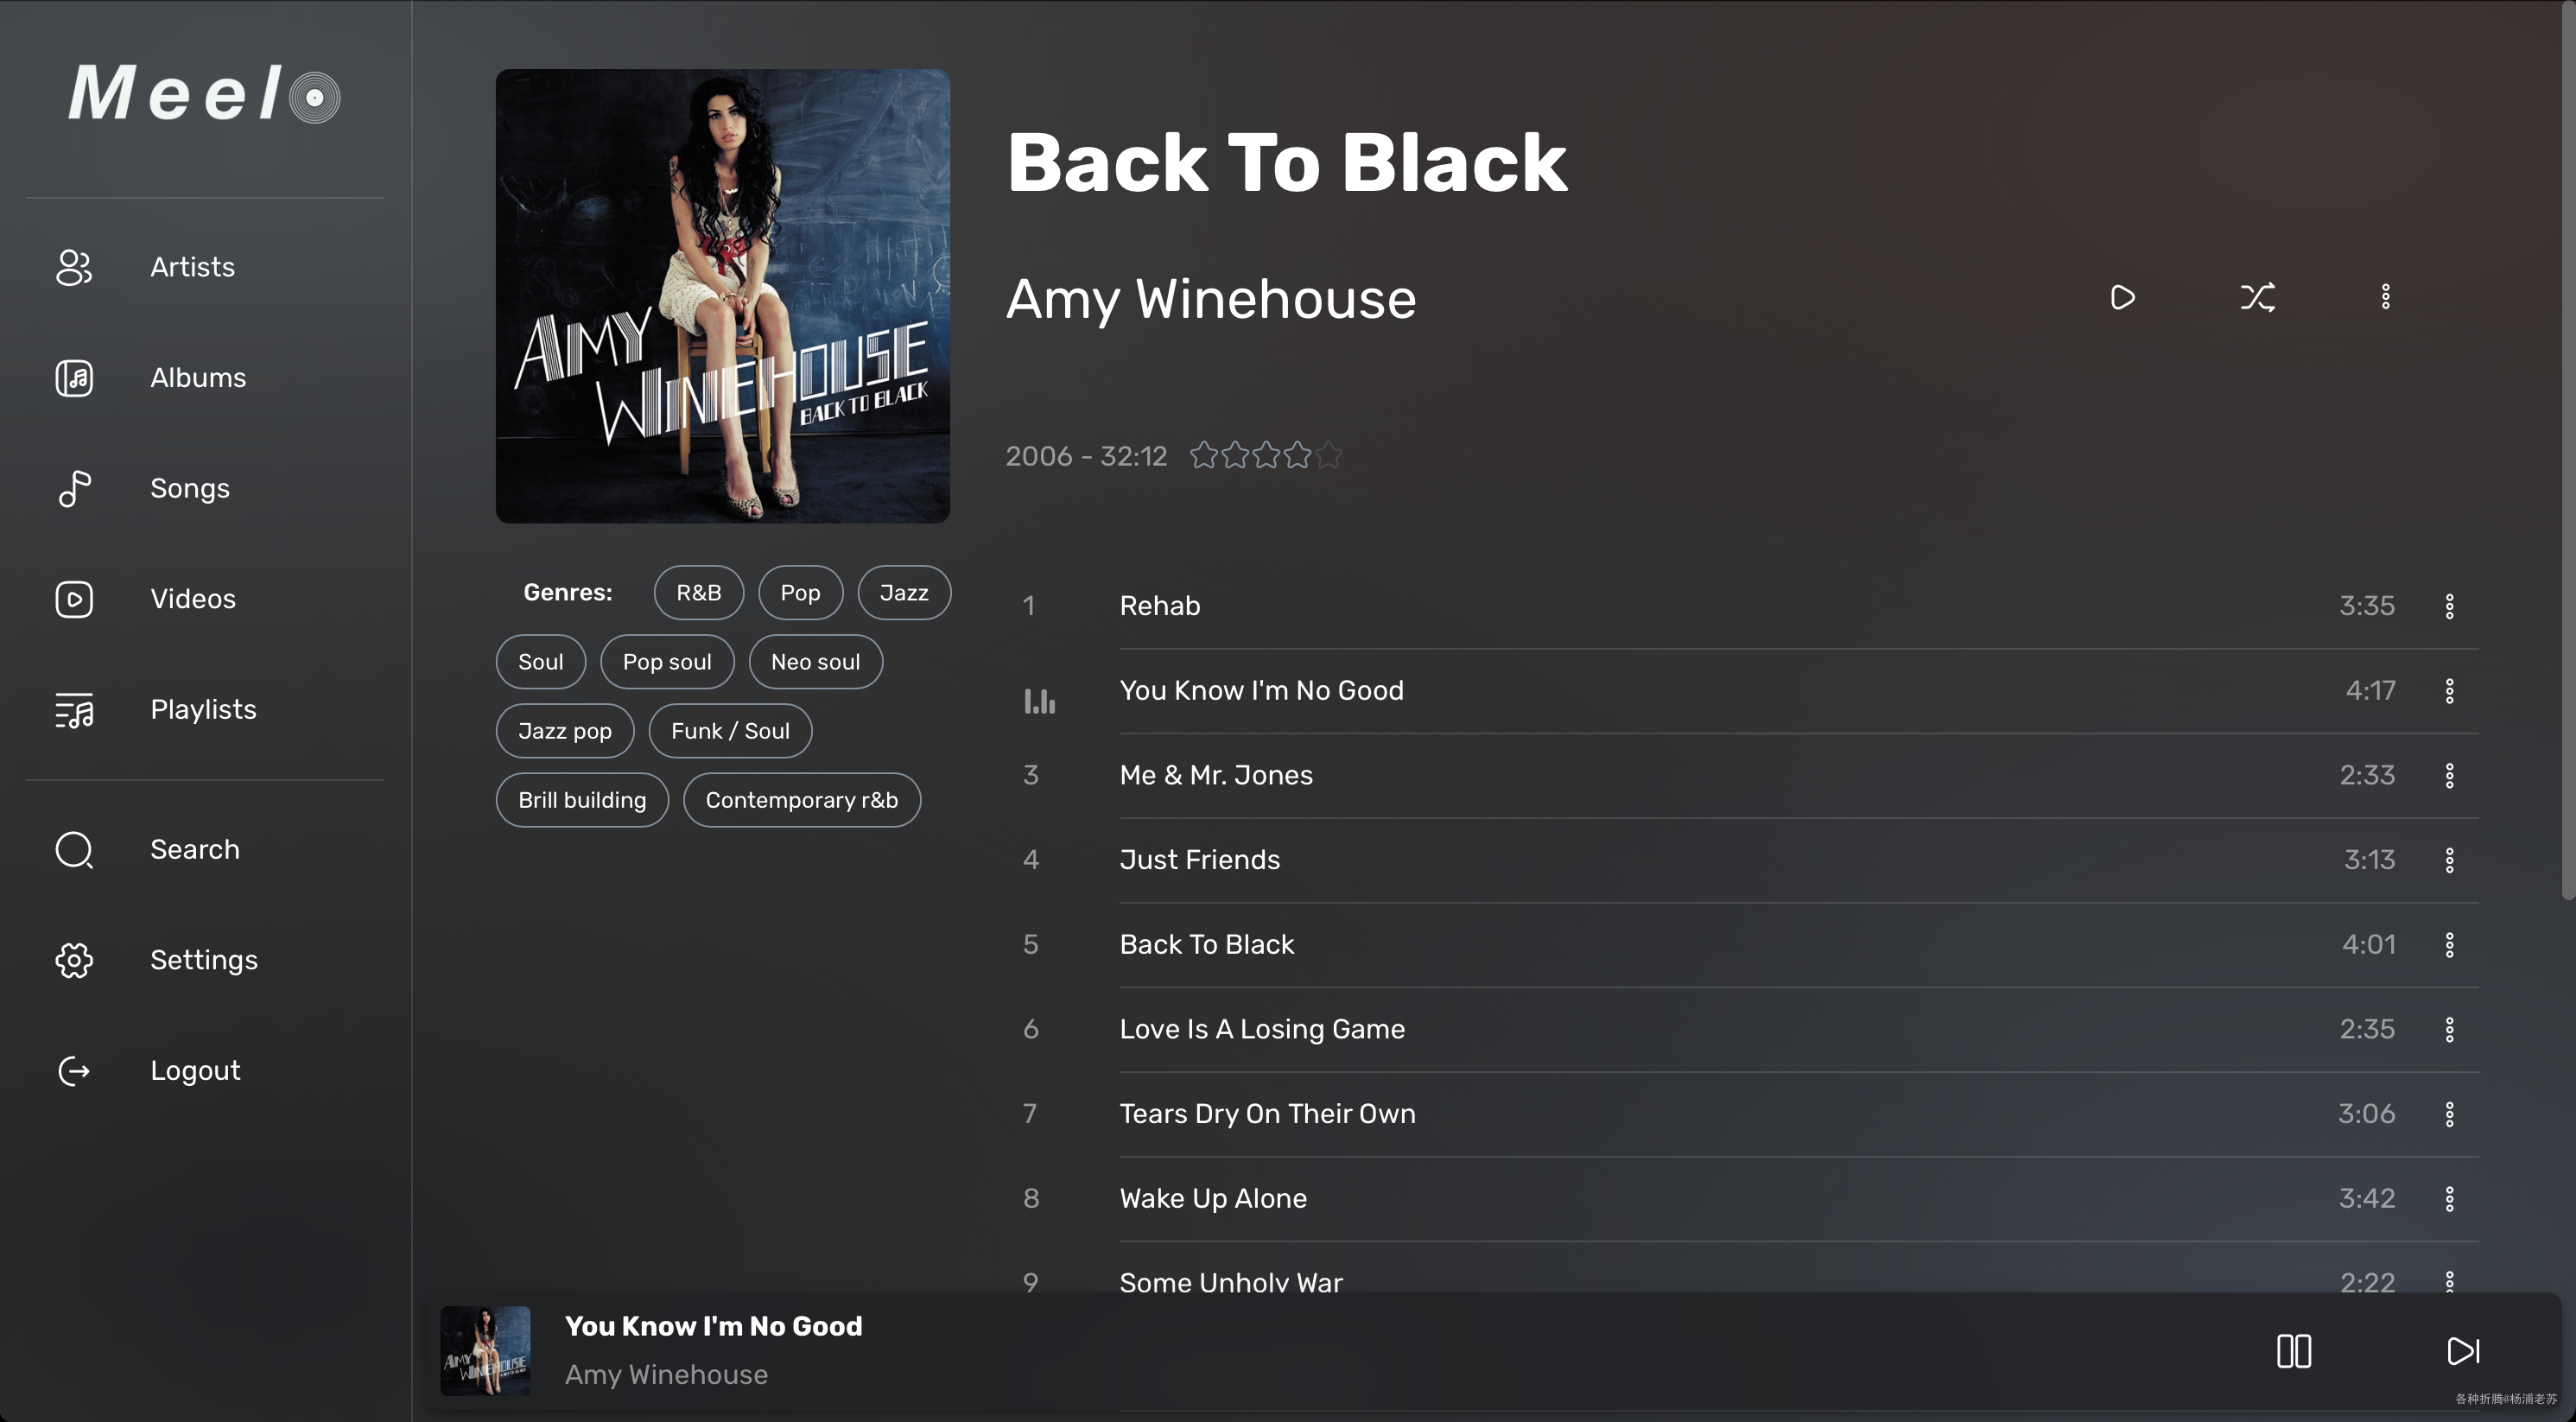 Meelo
Artists
Albums
Songs
Videos
Playlists
Search
Settings
Logout
AMY
WINEHOUSE
BACK TO BLACK
Genres: R&B Pop Jazz
Soul Pop soul Neo soul
Jazz pop Funk / Soul
Brill building Contemporary r&b
Back To Black
Amy Winehouse
2006 - 32:12
1 Rehab 3:35
You Know I'm No Good 4:17
3 Me & Mr. Jones 2:33
4 Just Friends 3:13
5 Back To Black 4:01
6 Love Is A Losing Game 2:35
7 Tears Dry On Their Own 3:06
8 Wake Up Alone 3:42
9 Some Unholy War 2:22
AMY
WINEHOUSE
You Know I'm No Good
Amy Winehouse
各种折腾@杨浦老苏